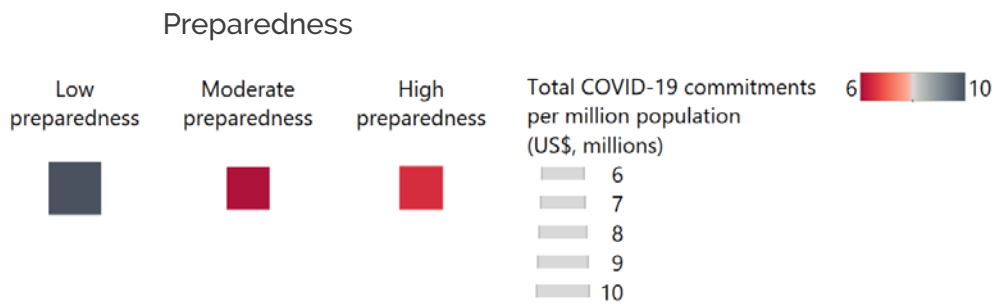 Preparedness
Low
preparedness
Moderate
preparedness
High
preparedness
Total COVID-19 commitments
per million population
(US$, millions)
6
10
6
7
8
9
10